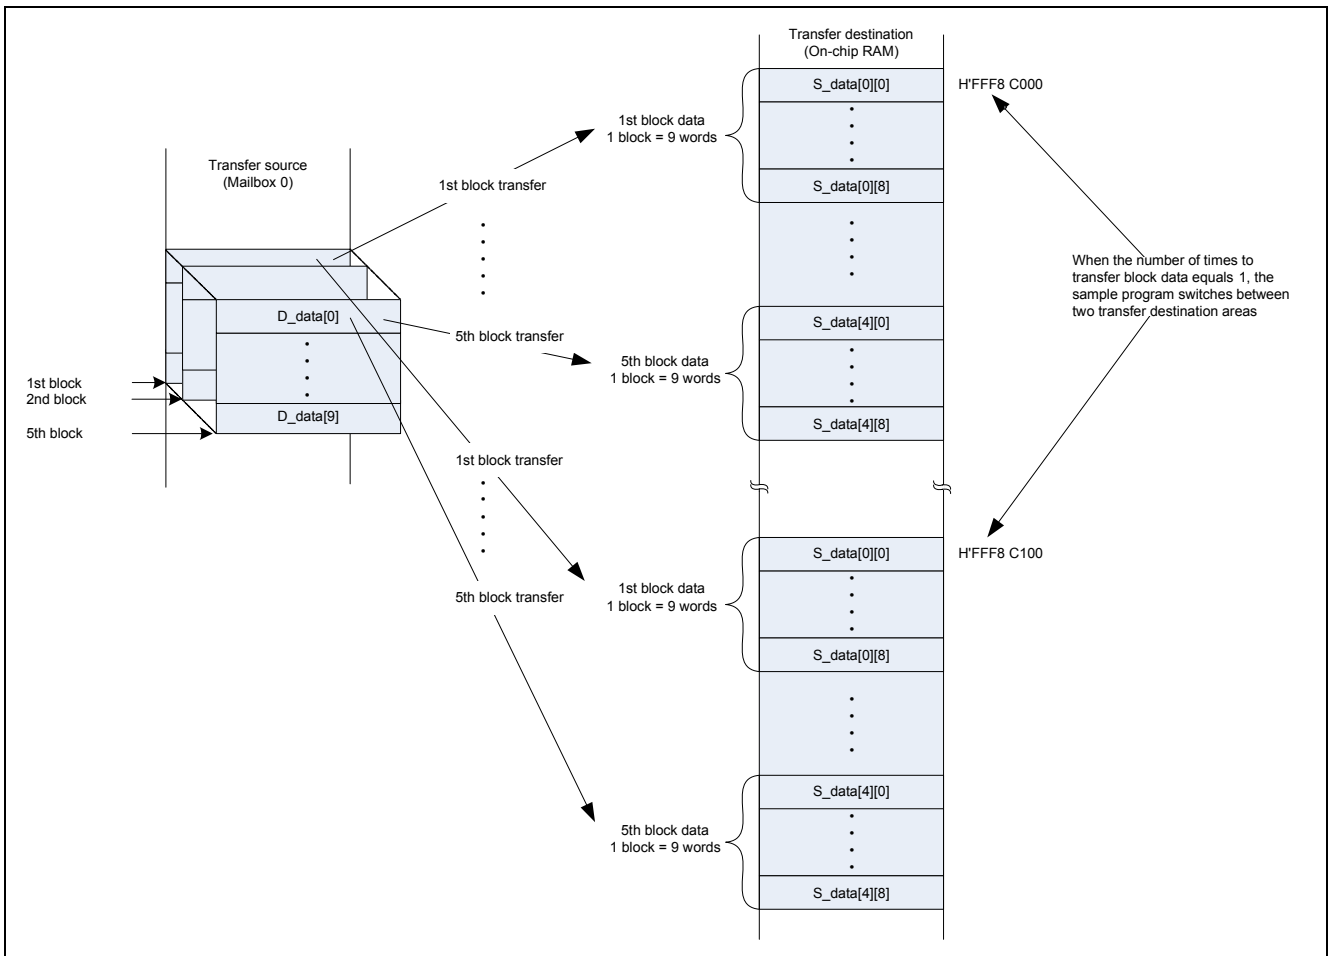 Transfer source
(Mailbox 0)
D_data[0]
D_data[9]
1st block
2nd block
5th block
1st block transfer
5th block transfer
1st block transfer
5th block transfer
1st block data
1 block = 9 words
5th block data
1 block = 9 words
1st block data
1 block = 9 words
5th block data
1 block = 9 words
Transfer destination
(On-chip RAM)
S_data[0][0]
S_data[0][8]
S_data[4][0]
S_data[4][8]
S_data[0][0]
S_data[0][8]
S_data[4][0]
S_data[4][8]
H'FFF8 C000
When the number of times to
transfer block data equals 1, the
sample program switches between
two transfer destination areas
H'FFF8 C100